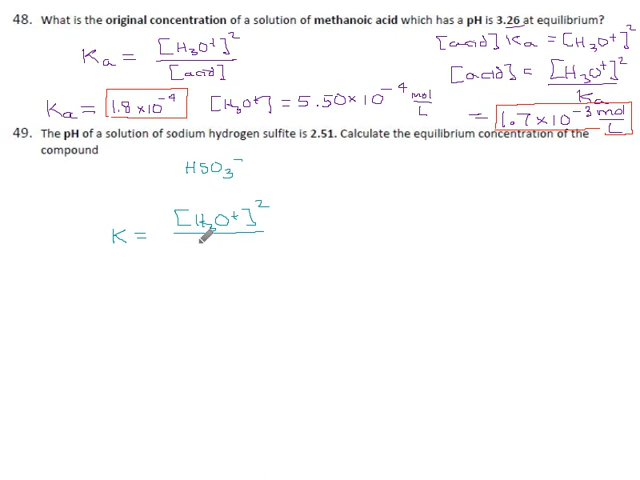 48. What is the original concentration of a solution of methanoic acid which has a pH is 3.26 at equilibrium?
Ka = [H₃O⁺]² / [acid]
[acid] Ka = [H₃O⁺]²
[acid] = [H₃O⁺]² / Ka
Ka = 1.8 × 10⁻⁴ [H₃O⁺] = 5.50 × 10⁻⁴ mol/L
= 1.7 × 10⁻³ mol/L
49. The pH of a solution of sodium hydrogen sulfite is 2.51. Calculate the equilibrium concentration of the
compound
HSO₃⁻
K = [H₃O⁺]²